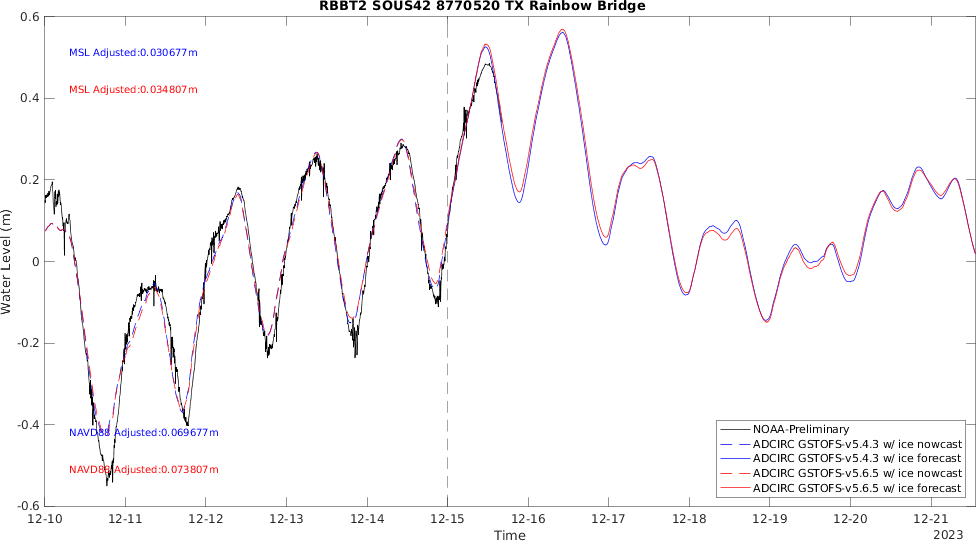 RBBT2 SOUS42 8770520 TX Rainbow Bridge
0.6
0.4
0.2
0
-0.2
-0.4
-0.6
Water Level (m)
MSL Adjusted:0.030677m
MSL Adjusted:0.034807m
NAVD88 Adjusted:0.069677m
NAVD88 Adjusted:0.073807m
NOAA-Preliminary
ADCIRC GSTOFS-v5.4.3 w/ ice nowcast
ADCIRC GSTOFS-v5.4.3 w/ ice forecast
ADCIRC GSTOFS-v5.6.5 w/ ice nowcast
ADCIRC GSTOFS-v5.6.5 w/ ice forecast
12-10 12-11 12-12 12-13 12-14 12-15 12-16 12-17 12-18 12-19 12-20 12-21
Time
2023